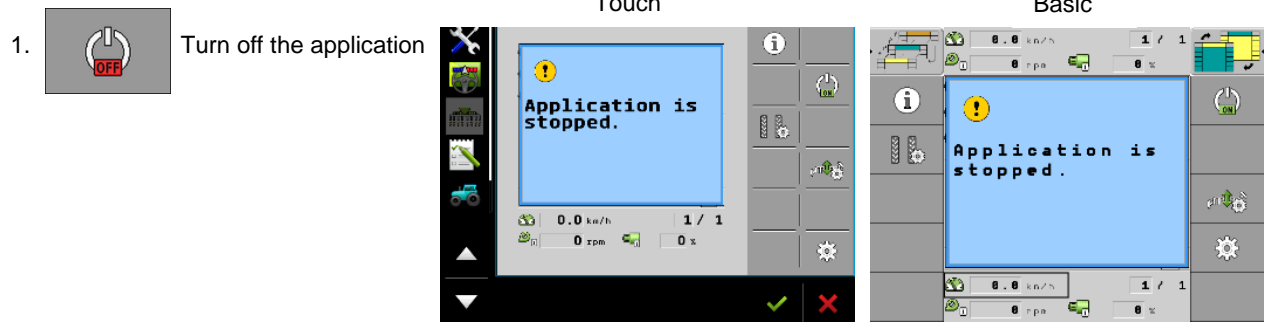 Touch
Basic
1.
OFF
Turn off the application
i
ON
Application is
stopped.
0.0 km/h
1 / 1
0 rpm
0 %
0.0 km/h
1 / 1
0 rpm
0 %
i
ON
Application is
stopped.
0.0 km/h
1 / 1
0 rpm
0 %